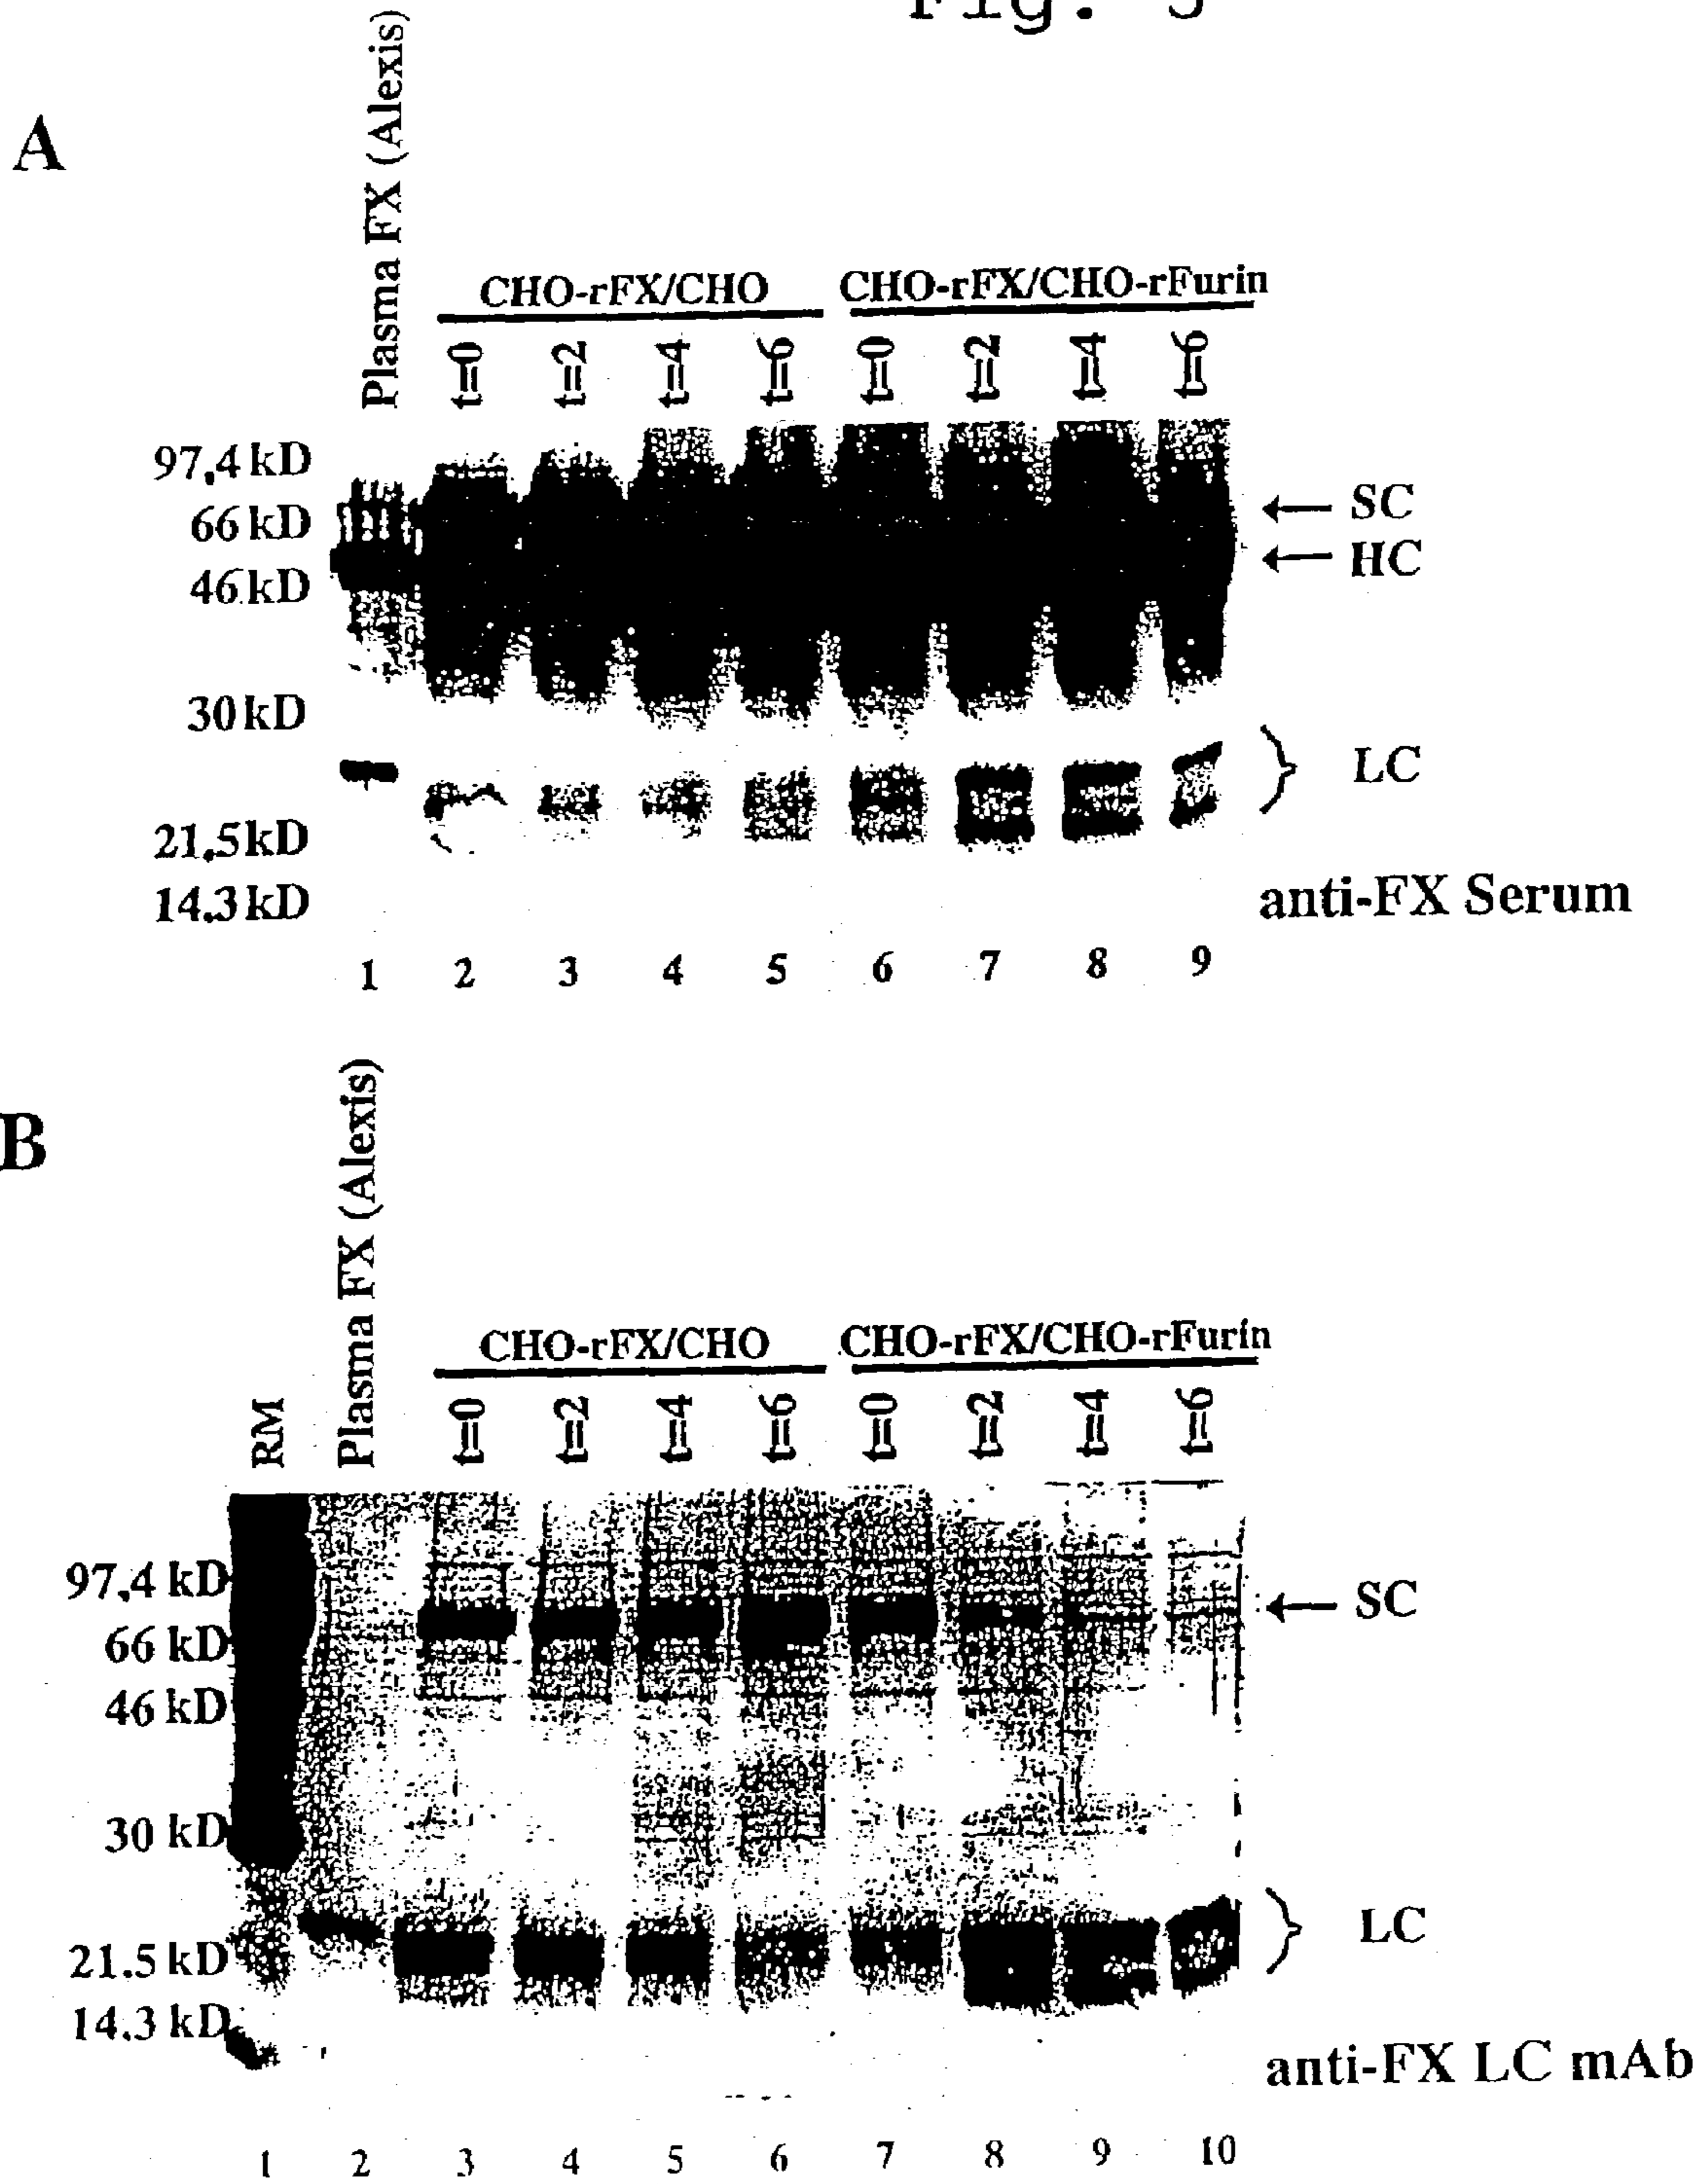 Fig.
A
Plasma FX (Alexis)
CHO-rFX/CHO CHO-rFX/CHO-rFurin
t=0 t=2 t=4 t=6 t=0 t=2 t=4 t=6
97,4 kD
66 kD
46 kD
30 kD
21,5 kD
14.3 kD
← SC
← HC
} LC
anti-FX Serum
1 2 3 4 5 6 7 8 9
B
RM
Plasma FX (Alexis)
CHO-rFX/CHO CHO-rFX/CHO-rFurin
t=0 t=2 t=4 t=6 t=0 t=2 t=4 t=6
97,4 kD
66 kD
46 kD
30 kD
21.5 kD
14.3 kD
← SC
} LC
anti-FX LC mAb
1 2 3 4 5 6 7 8 9 10